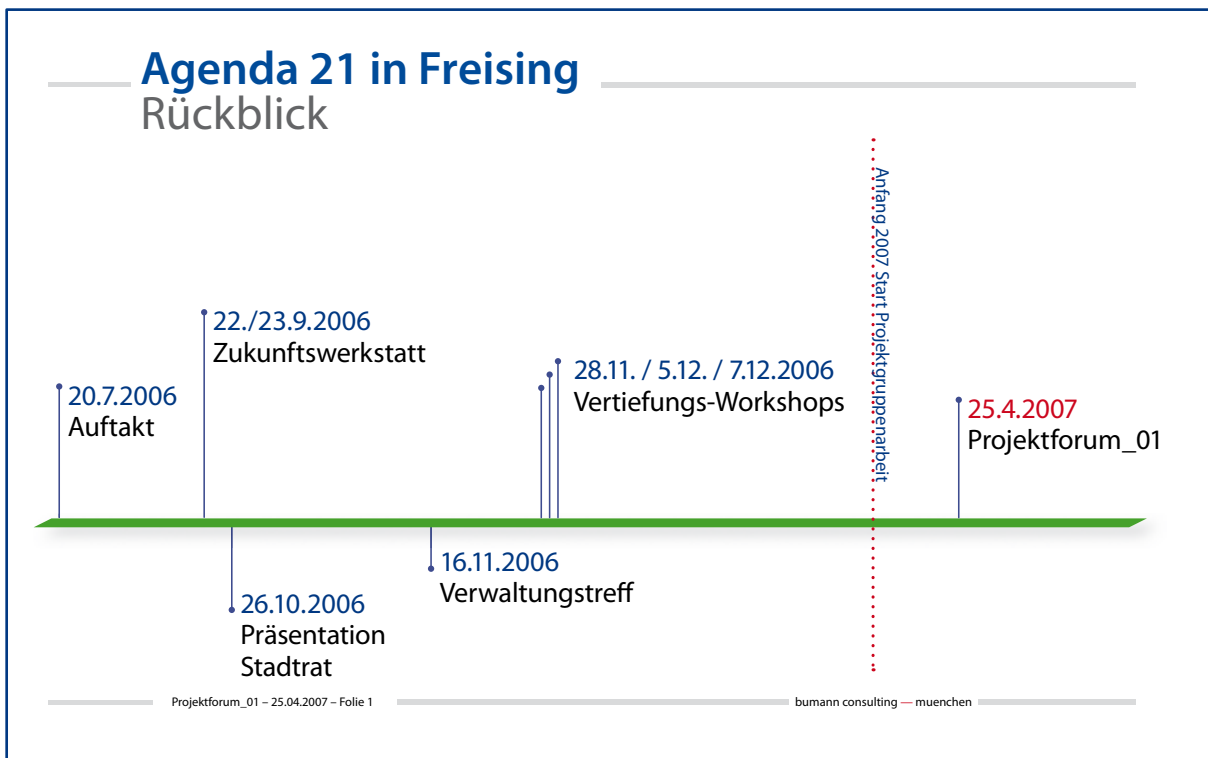 Agenda 21 in Freising
Rückblick
Anfang 2007 Start Projektgruppenarbeit
22./23.9.2006
Zukunftswerkstatt
20.7.2006
Auftakt
28.11. / 5.12. / 7.12.2006
Vertiefungs-Workshops
25.4.2007
Projektforum_01
16.11.2006
Verwaltungstreff
26.10.2006
Präsentation
Stadtrat
Projektforum_01 – 25.04.2007 – Folie 1
bumann consulting — muenchen